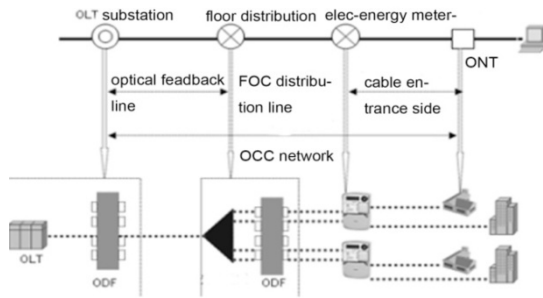 OLT substation floor distribution elec-energy meter-
ONT
optical feadback FOC distribu- cable en-
line tion line trance side
OCC network
OLT ODF ODF